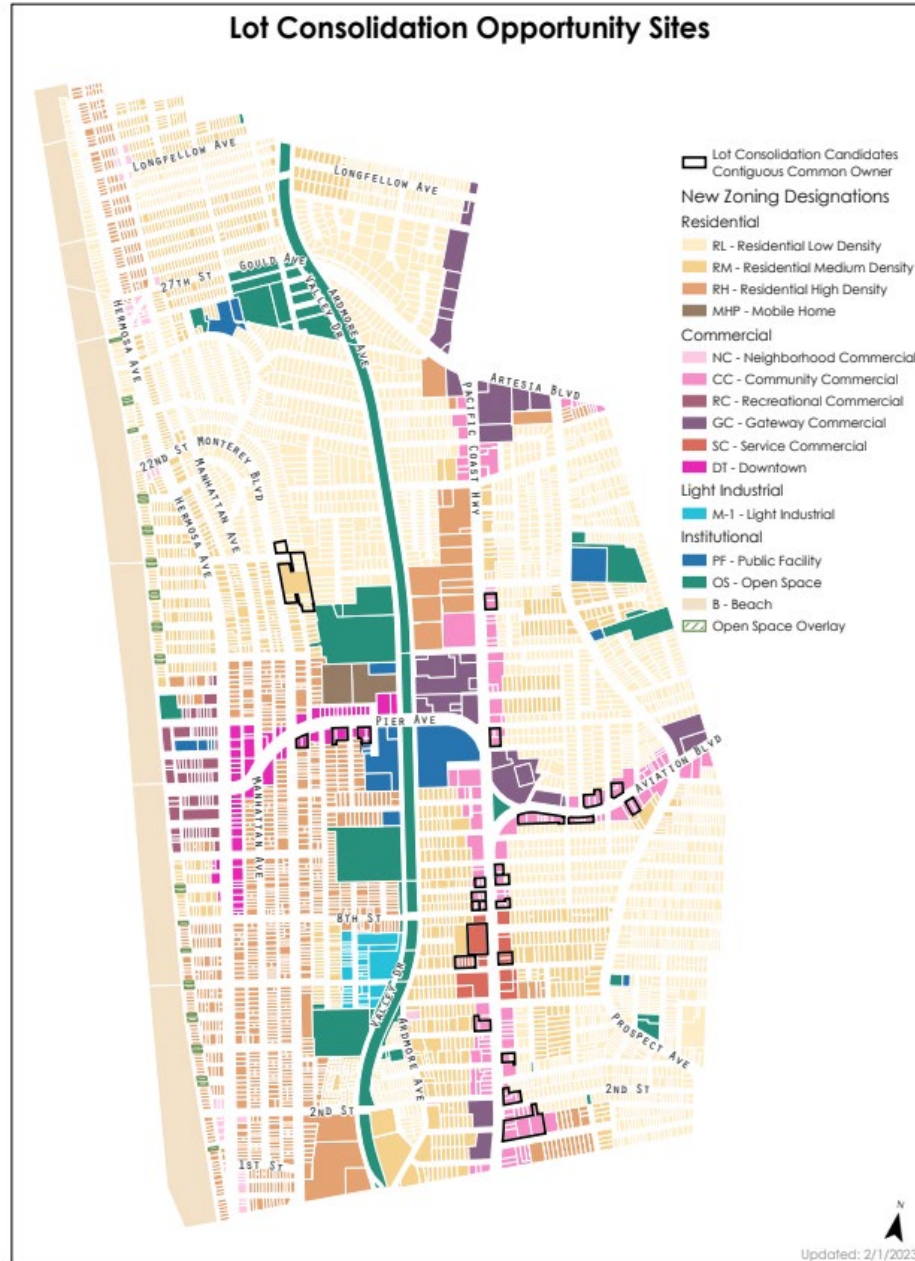 Lot Consolidation Opportunity Sites
LONGFELLOW AVE
LONGFELLOW AVE
GOULD AVE
27TH ST
VALLEY DR
ARDMORE AVE
HERMOSA AVE
ARTESIA BLVD
PACIFIC COAST HWY
22ND ST
MONTEREY BLVD
MANHATTAN AVE
HERMOSA AVE
PIER AVE
AVIATION BLVD
MANHATTAN AVE
8TH ST
VALLEY DR
ARDMORE AVE
PROSPECT AVE
2ND ST
2ND ST
1ST ST
Lot Consolidation Candidates
Contiguous Common Owner
New Zoning Designations
Residential
RL - Residential Low Density
RM - Residential Medium Density
RH - Residential High Density
MHP - Mobile Home
Commercial
NC - Neighborhood Commercial
CC - Community Commercial
RC - Recreational Commercial
GC - Gateway Commercial
SC - Service Commercial
DT - Downtown
Light Industrial
M-1 - Light Industrial
Institutional
PF - Public Facility
OS - Open Space
B - Beach
Open Space Overlay
N
Updated: 2/1/2023